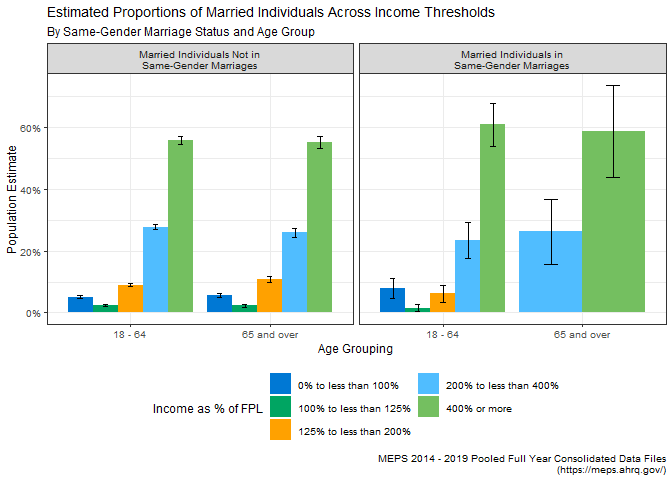 Estimated Proportions of Married Individuals Across Income Thresholds
By Same-Gender Marriage Status and Age Group
Married Individuals Not in
Same-Gender Marriages
Married Individuals in
Same-Gender Marriages
Population Estimate
60%
40%
20%
0%
18 - 64
65 and over
18 - 64
65 and over
Age Grouping
Income as % of FPL
0% to less than 100%
100% to less than 125%
125% to less than 200%
200% to less than 400%
400% or more
MEPS 2014 - 2019 Pooled Full Year Consolidated Data Files
(https://meps.ahrq.gov/)